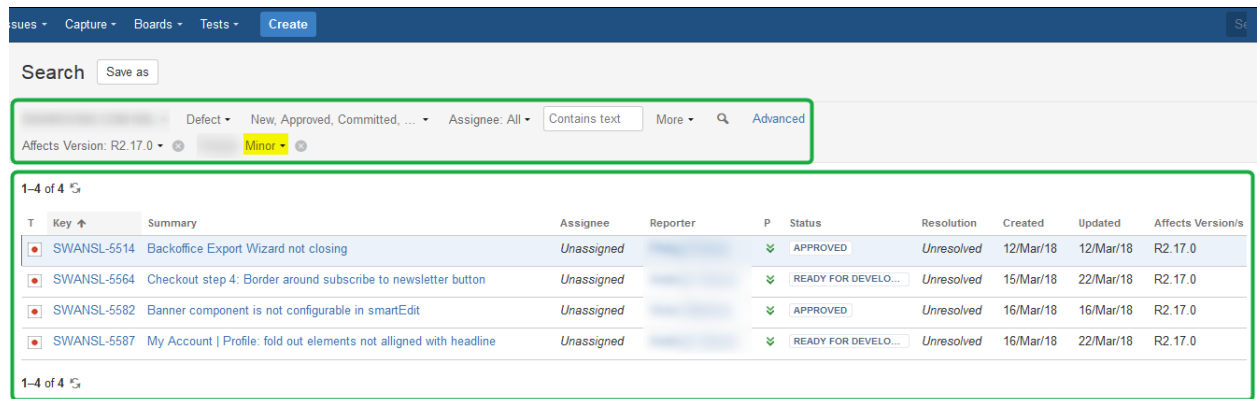 ssues Capture Boards Tests Create Se
Search Save as
Defect New, Approved, Committed, ... Assignee: All Contains text More Advanced
Affects Version: R2.17.0 Minor
1–4 of 4
T Key Summary Assignee Reporter P Status Resolution Created Updated Affects Version/s
SWANSL-5514 Backoffice Export Wizard not closing Unassigned APPROVED Unresolved 12/Mar/18 12/Mar/18 R2.17.0
SWANSL-5564 Checkout step 4: Border around subscribe to newsletter button Unassigned READY FOR DEVELO... Unresolved 15/Mar/18 22/Mar/18 R2.17.0
SWANSL-5582 Banner component is not configurable in smartEdit Unassigned APPROVED Unresolved 16/Mar/18 16/Mar/18 R2.17.0
SWANSL-5587 My Account | Profile: fold out elements not alligned with headline Unassigned READY FOR DEVELO... Unresolved 16/Mar/18 22/Mar/18 R2.17.0
1–4 of 4